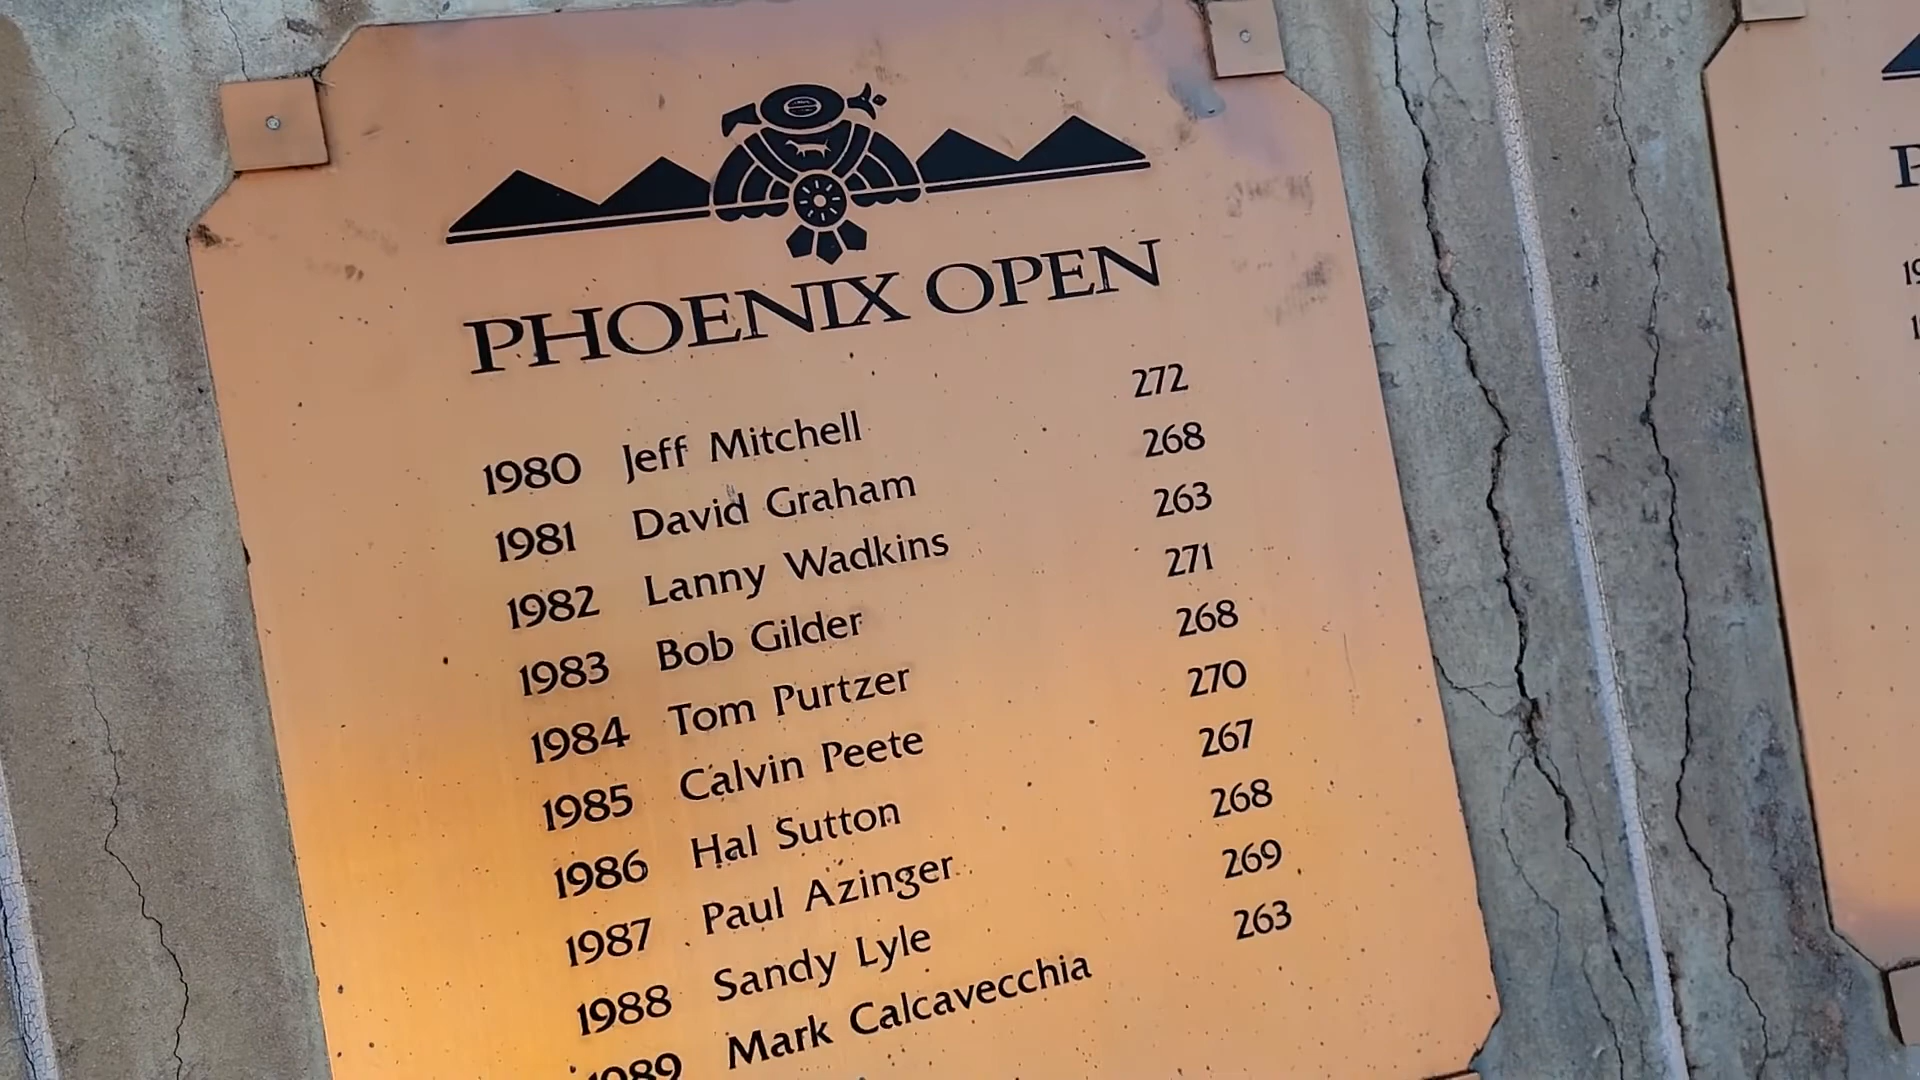 PHOENIX OPEN
1980 Jeff Mitchell 272
1981 David Graham 268
1982 Lanny Wadkins 263
1983 Bob Gilder 271
1984 Tom Purtzer 268
1985 Calvin Peete 270
1986 Hal Sutton 267
1987 Paul Azinger 268
1988 Sandy Lyle 269
1989 Mark Calcavecchia 263